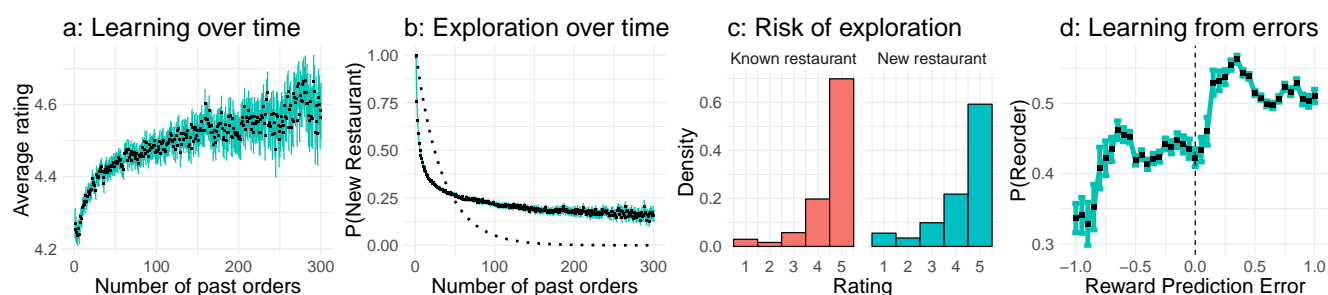 a: Learning over time
Average rating
4.6
4.4
4.2
0
100
200
300
Number of past orders
b: Exploration over time
P(New Restaurant)
1.00
0.75
0.50
0.25
0.00
0
100
200
300
Number of past orders
c: Risk of exploration
Known restaurant
New restaurant
Density
0.6
0.4
0.2
0.0
1 2 3 4 5
1 2 3 4 5
Rating
d: Learning from errors
P(Reorder)
0.5
0.4
0.3
−1.0
−0.5
0.0
0.5
1.0
Reward Prediction Error